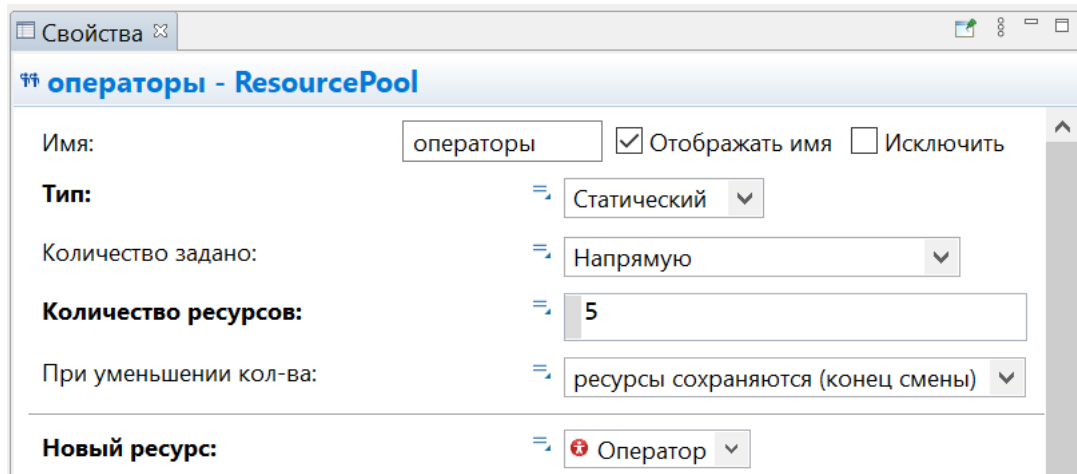 Свойства
операторы - ResourcePool
Имя: операторы Отображать имя Исключить
Тип: Статический
Количество задано: Напрямую
Количество ресурсов: 5
При уменьшении кол-ва: ресурсы сохраняются (конец смены)
Новый ресурс: Оператор